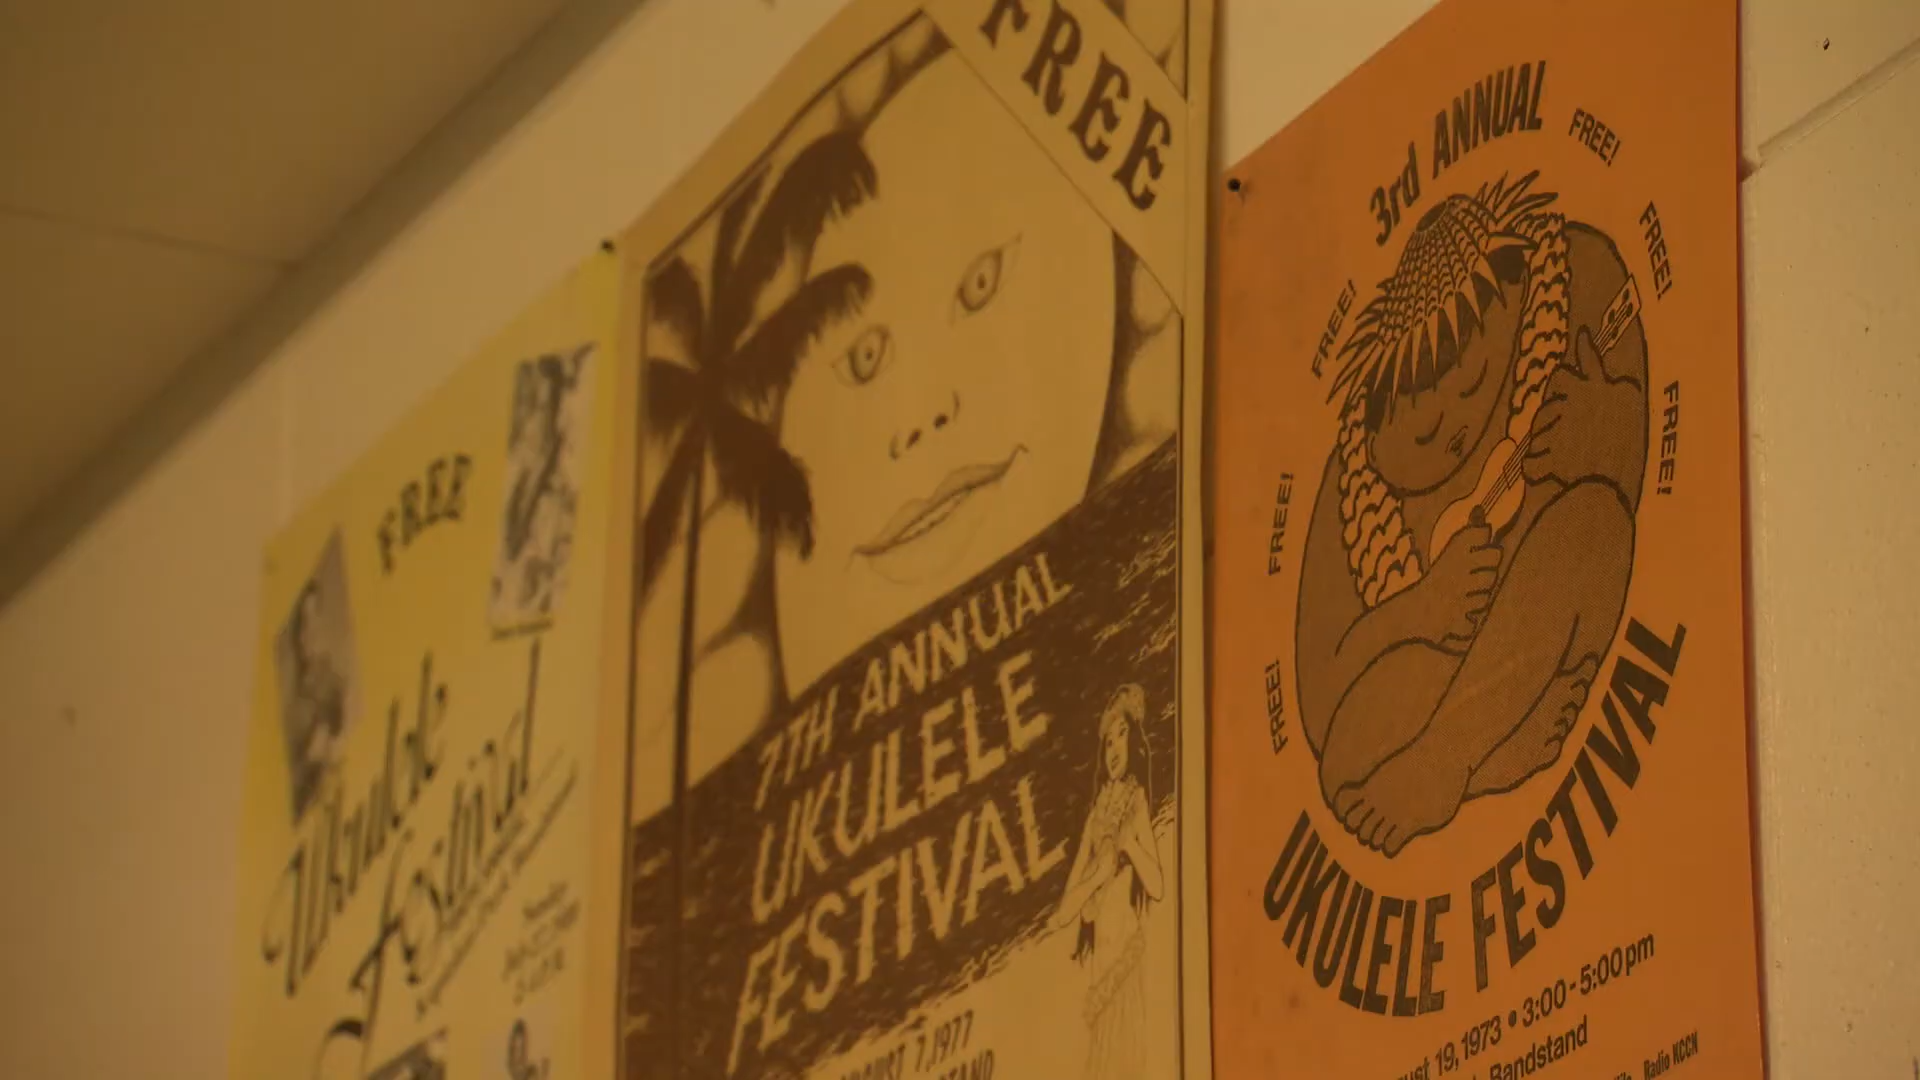 FREE
Ukulele
Festival
FREE
7TH ANNUAL
UKULELE
FESTIVAL
AUGUST 7, 1977
3rd ANNUAL
FREE!
FREE!
FREE!
FREE!
FREE!
FREE!
UKULELE FESTIVAL
19, 1973 • 3:00 - 5:00 pm
Bandstand
Radio KCCN